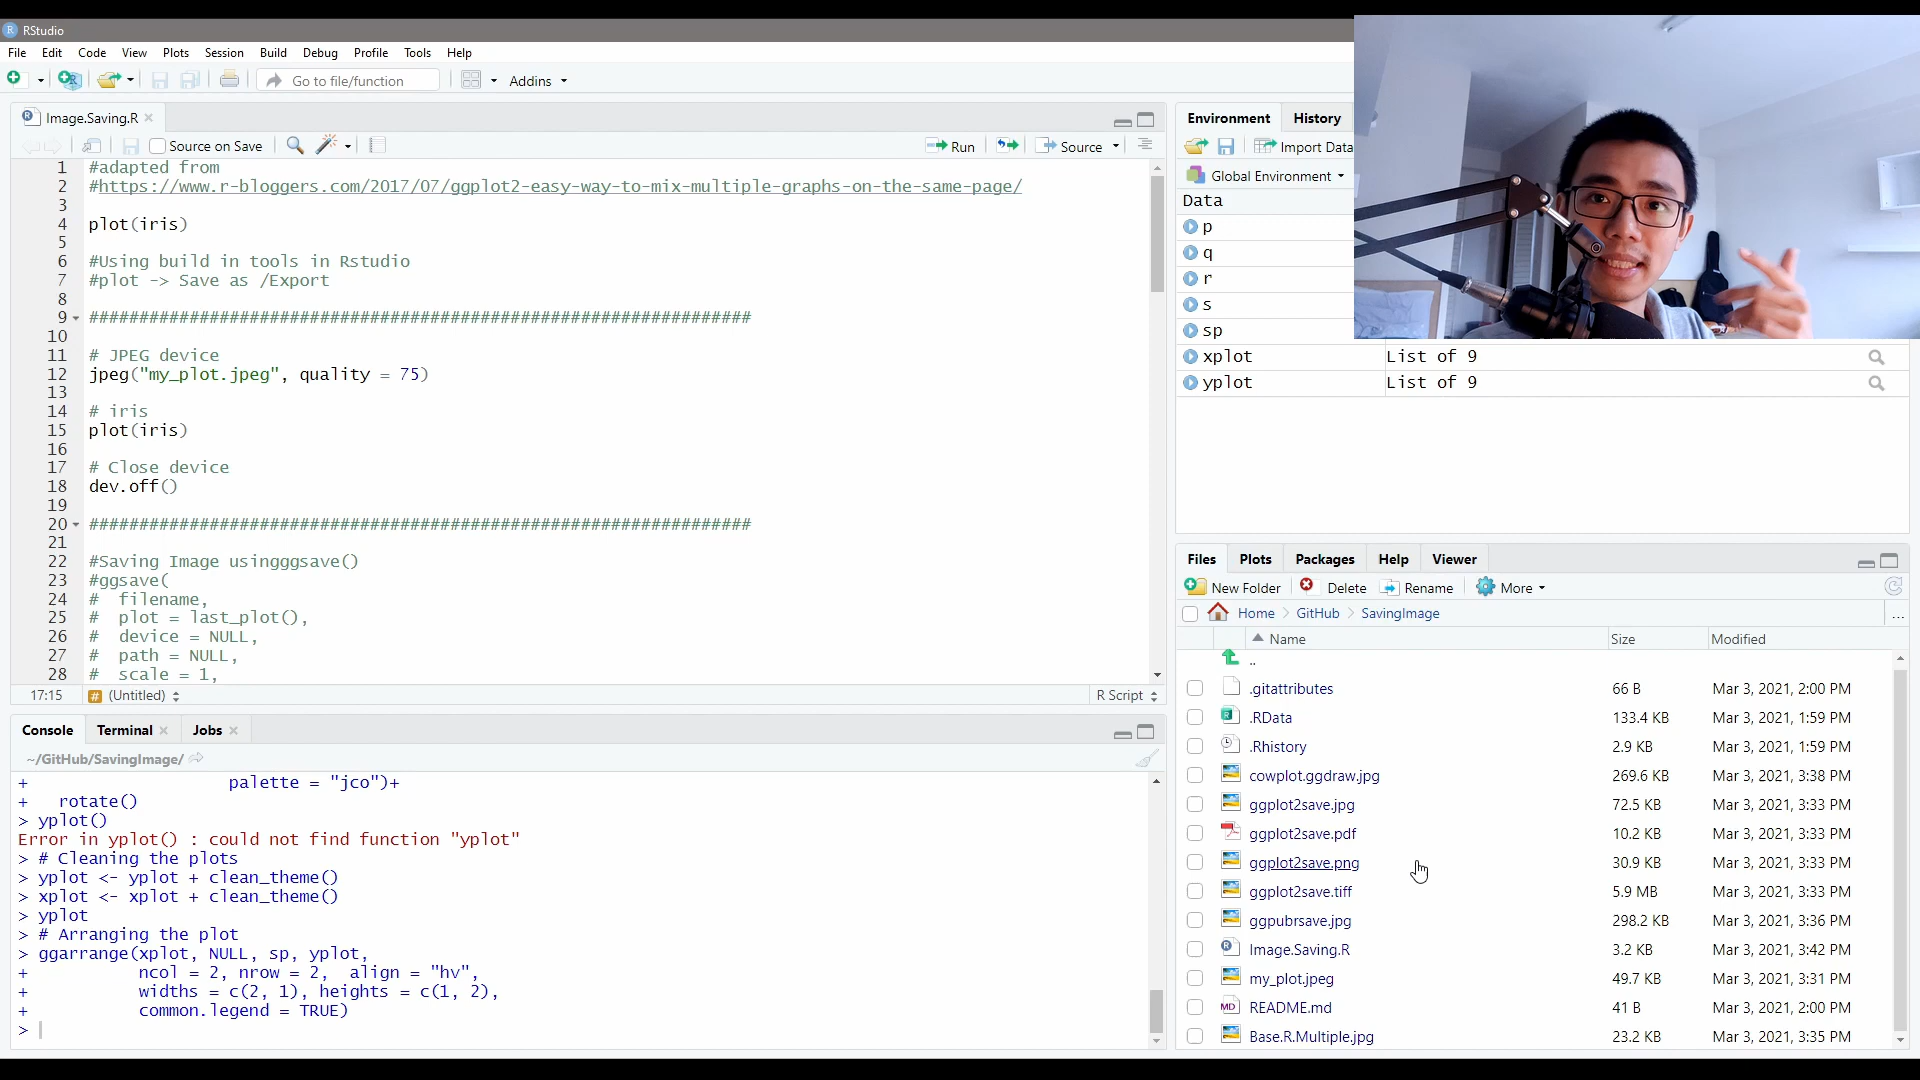 RStudio
File Edit Code View Plots Session Build Debug Profile Tools Help
Go to file/function Addins
Image.Saving.R
Source on Save Run Source
1 #adapted from
2 #https://www.r-bloggers.com/2017/07/ggplot2-easy-way-to-mix-multiple-graphs-on-the-same-page/
3
4 plot(iris)
5
6 #Using build in tools in Rstudio
7 #plot -> Save as /Export
8
9 ##################################################################
10
11 # JPEG device
12 jpeg("my_plot.jpeg", quality = 75)
13
14 # iris
15 plot(iris)
16
17 # Close device
18 dev.off()
19
20 ##################################################################
21
22 #Saving Image usingggsave()
23 #ggsave(
24 #  filename,
25 #  plot = last_plot(),
26 #  device = NULL,
27 #  path = NULL,
28 #  scale = 1,
17:15 # (Untitled) R Script
Console Terminal Jobs
~/GitHub/SavingImage/
+ palette = "jco")+
+ rotate()
> yplot()
Error in yplot() : could not find function "yplot"
> # Cleaning the plots
> yplot <- yplot + clean_theme()
> xplot <- xplot + clean_theme()
> yplot
> # Arranging the plot
> ggarrange(xplot, NULL, sp, yplot,
+ ncol = 2, nrow = 2,  align = "hv",
+ widths = c(2, 1), heights = c(1, 2),
+ common.legend = TRUE)
>
Environment History
Import Data
Global Environment
Data
p
q
r
s
sp
xplot List of 9
yplot List of 9
Files Plots Packages Help Viewer
New Folder Delete Rename More
Home GitHub SavingImage ...
Name Size Modified
..
.gitattributes 66 B Mar 3, 2021, 2:00 PM
.RData 133.4 KB Mar 3, 2021, 1:59 PM
.Rhistory 2.9 KB Mar 3, 2021, 1:59 PM
cowplot.ggdraw.jpg 269.6 KB Mar 3, 2021, 3:38 PM
ggplot2save.jpg 72.5 KB Mar 3, 2021, 3:33 PM
ggplot2save.pdf 10.2 KB Mar 3, 2021, 3:33 PM
ggplot2save.png 30.9 KB Mar 3, 2021, 3:33 PM
ggplot2save.tiff 5.9 MB Mar 3, 2021, 3:33 PM
ggpubrsave.jpg 298.2 KB Mar 3, 2021, 3:36 PM
Image.Saving.R 3.2 KB Mar 3, 2021, 3:42 PM
my_plot.jpeg 49.7 KB Mar 3, 2021, 3:31 PM
README.md 41 B Mar 3, 2021, 2:00 PM
Base.R.Multiple.jpg 23.2 KB Mar 3, 2021, 3:35 PM